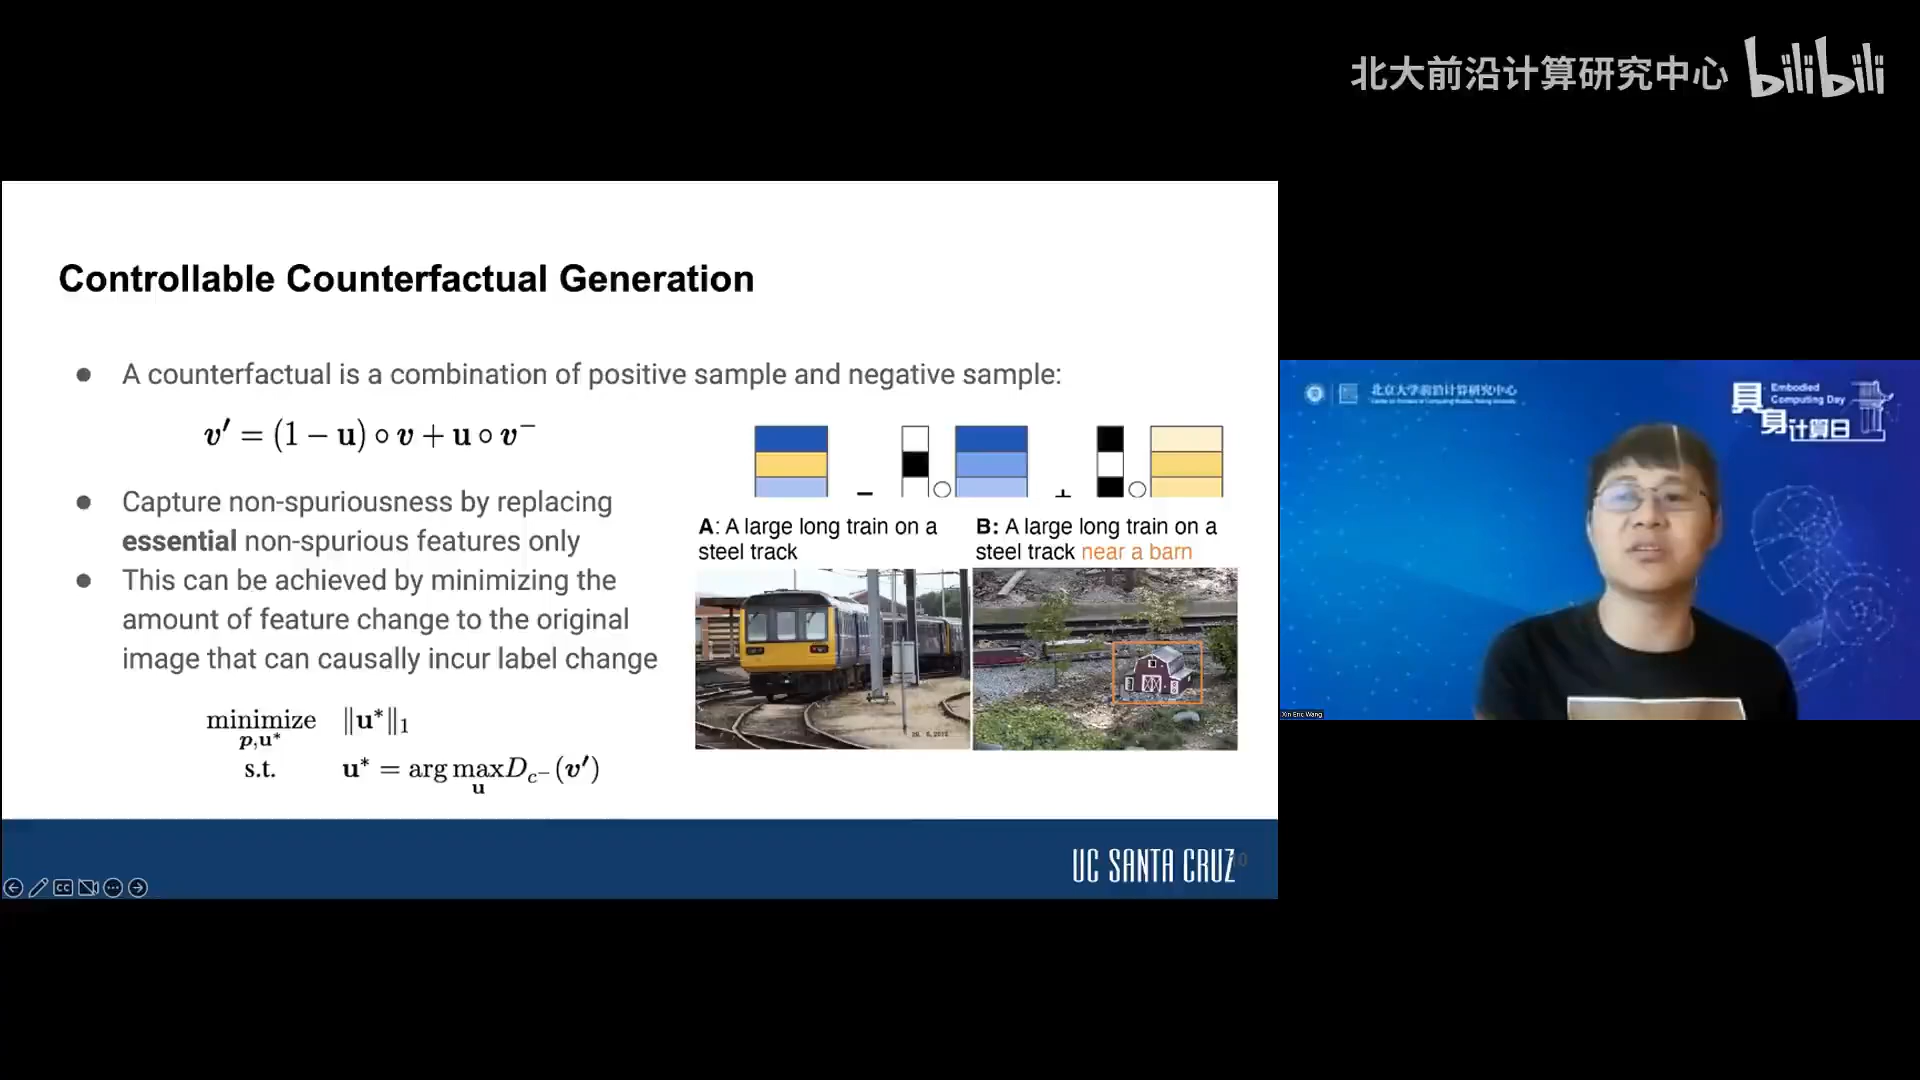 北大前沿计算研究中心 bilibili
Controllable Counterfactual Generation
A counterfactual is a combination of positive sample and negative sample:
v′ = (1 − u) ∘ v + u ∘ v⁻
Capture non-spuriousness by replacing
essential non-spurious features only
This can be achieved by minimizing the
amount of feature change to the original
image that can causally incur label change
minimize ‖u*‖₁
p,u*
s.t. u* = arg max D_c⁻(v′)
u
A: A large long train on a
steel track
B: A large long train on a
steel track near a barn
UC SANTA CRUZ
10
北京大学前沿计算研究中心
Embodied
Computing Day
具身计算日
Xin Eric Wang